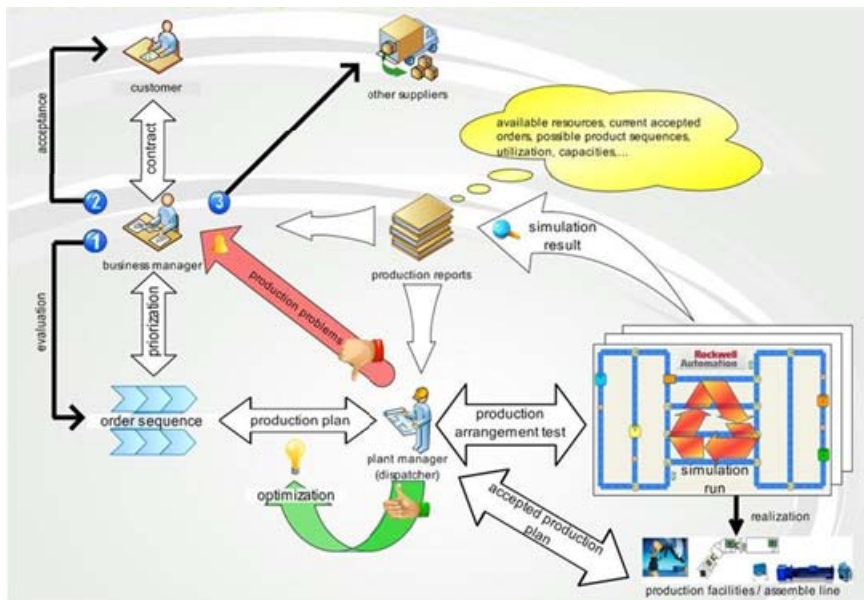 customer
other suppliers
available resources, current accepted
orders, possible product sequences,
utilization, capacities,...
acceptance
contract
2
3
1
business manager
production reports
simulation
result
evaluation
priorization
production problems
Rockwell
Automation
order sequence
production plan
plant manager
(dispatcher)
production
arrangement test
simulation
run
optimization
accepted production
plan
realization
production facilities / assemble line